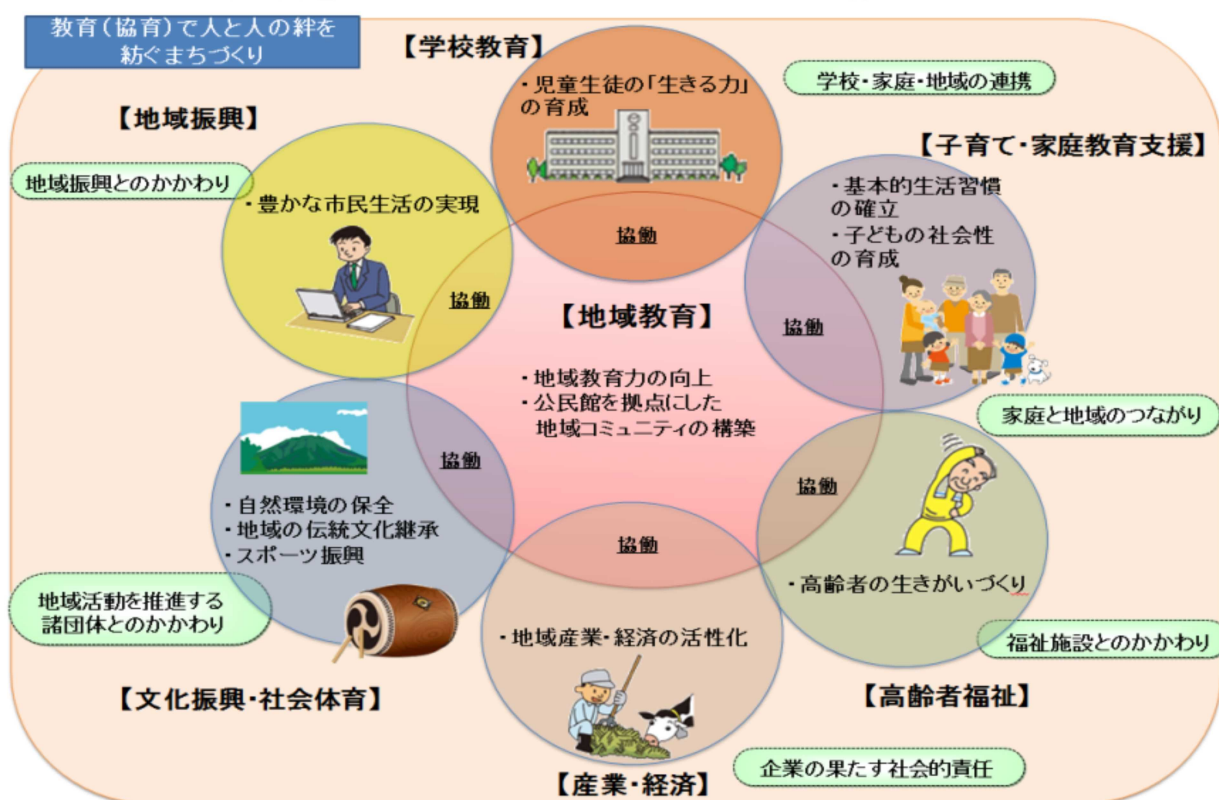 教育(協育)で人と人の絆を
紡ぐまちづくり
【学校教育】
・児童生徒の「生きる力」
の育成
協働
学校・家庭・地域の連携
【地域振興】
地域振興とのかかわり
・豊かな市民生活の実現
協働
【子育て・家庭教育支援】
・基本的生活習慣
の確立
・子どもの社会性
の育成
協働
家庭と地域のつながり
【地域教育】
・地域教育力の向上
・公民館を拠点にした
地域コミュニティの構築
協働
・自然環境の保全
・地域の伝統文化継承
・スポーツ振興
地域活動を推進する
諸団体とのかかわり
【文化振興・社会体育】
協働
・地域産業・経済の活性化
【産業・経済】
企業の果たす社会的責任
協働
・高齢者の生きがいづくり
福祉施設とのかかわり
【高齢者福祉】